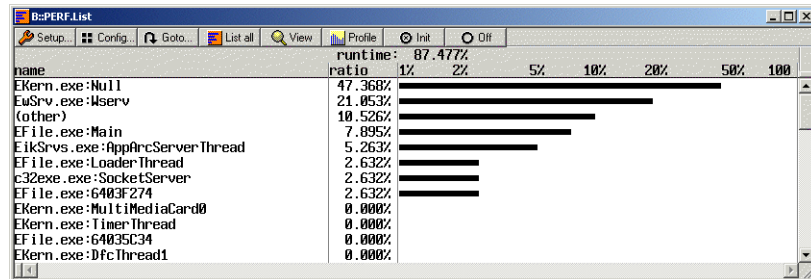 B::PERF.List
Setup... Config... Goto... List all View Profile Init Off
runtime: 87.477%
name ratio 1% 2% 5% 10% 20% 50% 100
EKern.exe:Null 47.368%
EwSrv.exe:Wserv 21.053%
(other) 10.526%
EFile.exe:Main 7.895%
EikSrvs.exe:AppArcServerThread 5.263%
EFile.exe:LoaderThread 2.632%
c32exe.exe:SocketServer 2.632%
EFile.exe:6403F274 2.632%
EKern.exe:MultiMediaCard0 0.000%
EKern.exe:TimerThread 0.000%
EFile.exe:64035C34 0.000%
EKern.exe:DfcThread1 0.000%